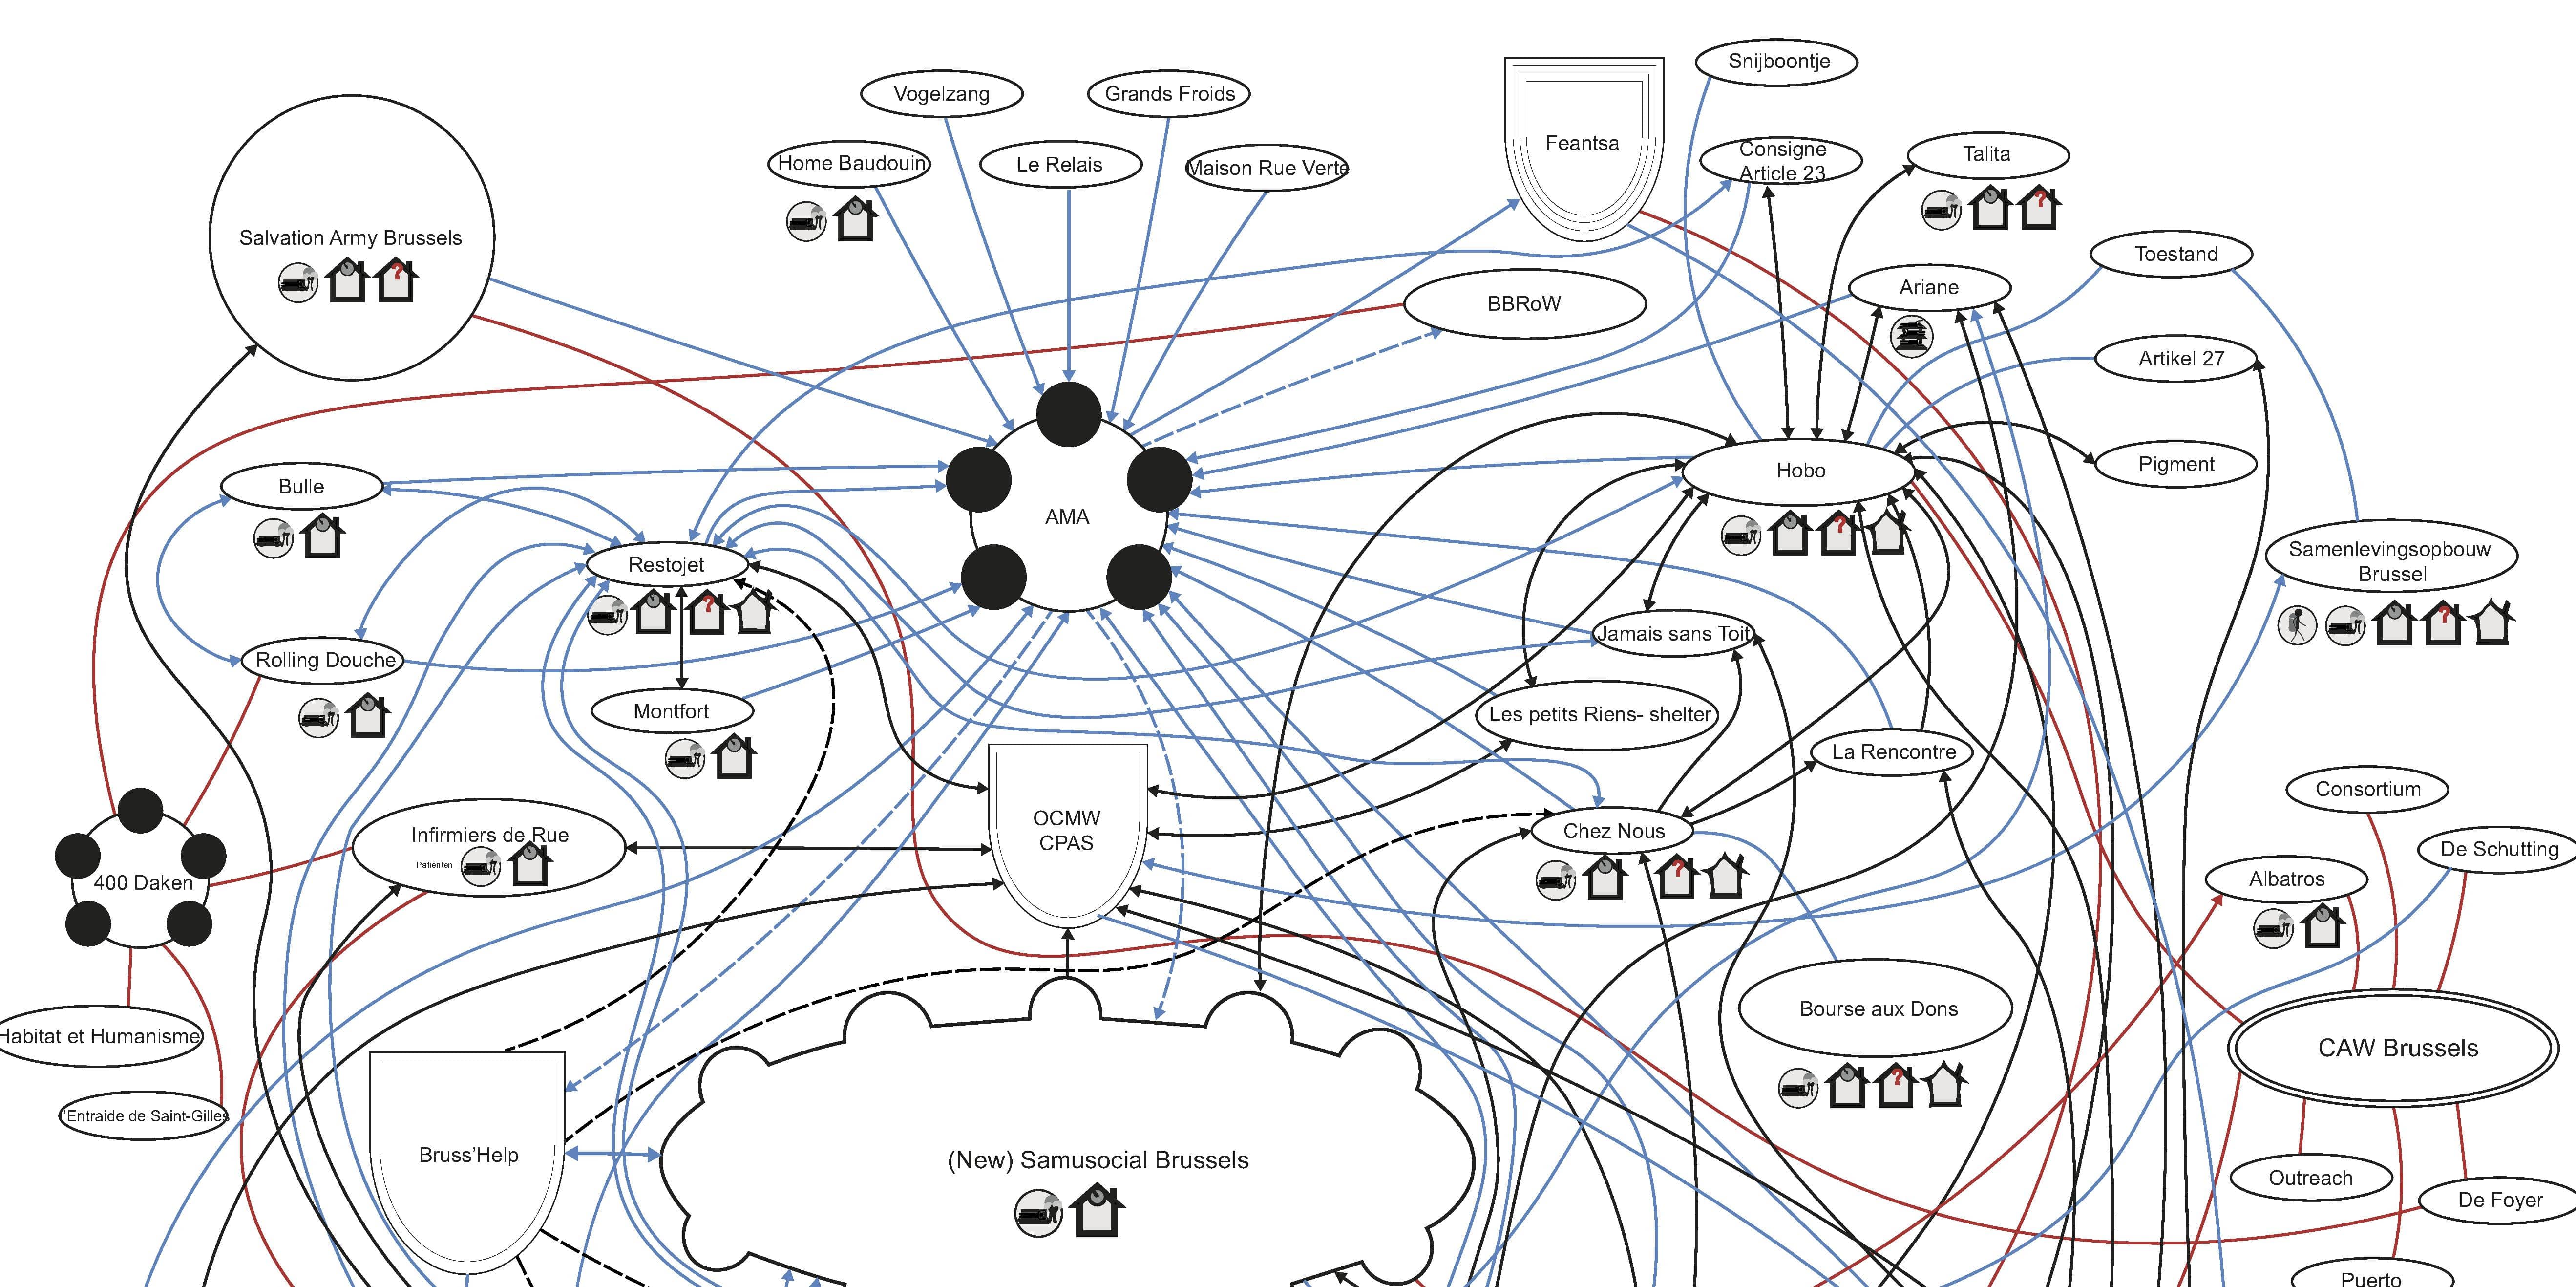 Snijboontje
Vogelzang
Grands Froids
Feantsa
Consigne
Article 23
Talita
Home Baudouin
Le Relais
Maison Rue Verte
Salvation Army Brussels
?
?
Toestand
Ariane
BBRoW
Artikel 27
Pigment
Hobo
?
Bulle
AMA
Restojet
?
Samenlevingsopbouw
Brussel
?
Jamais sans Toit
Rolling Douche
Montfort
Les petits Riens- shelter
La Rencontre
Consortium
OCMW
CPAS
Chez Nous
?
Infirmiers de Rue
Patiënten
De Schutting
400 Daken
Albatros
Bourse aux Dons
?
Habitat et Humanisme
CAW Brussels
l'Entraide de Saint-Gilles
Bruss'Help
(New) Samusocial Brussels
Outreach
De Foyer
Puerto